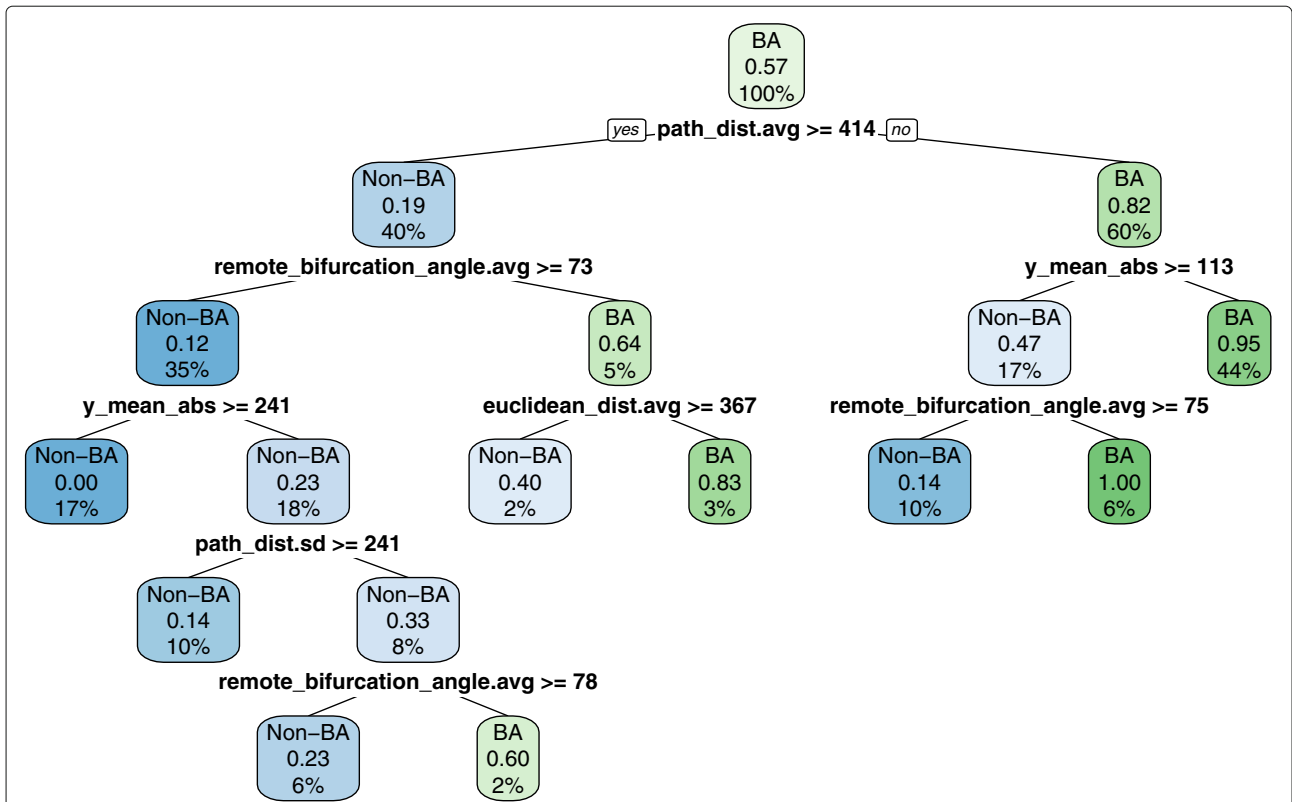 BA
0.57
100%
yes path_dist.avg >= 414 no
Non−BA
0.19
40%
BA
0.82
60%
remote_bifurcation_angle.avg >= 73
y_mean_abs >= 113
Non−BA
0.12
35%
BA
0.64
5%
Non−BA
0.47
17%
BA
0.95
44%
y_mean_abs >= 241
euclidean_dist.avg >= 367
remote_bifurcation_angle.avg >= 75
Non−BA
0.00
17%
Non−BA
0.23
18%
Non−BA
0.40
2%
BA
0.83
3%
Non−BA
0.14
10%
BA
1.00
6%
path_dist.sd >= 241
Non−BA
0.14
10%
Non−BA
0.33
8%
remote_bifurcation_angle.avg >= 78
Non−BA
0.23
6%
BA
0.60
2%